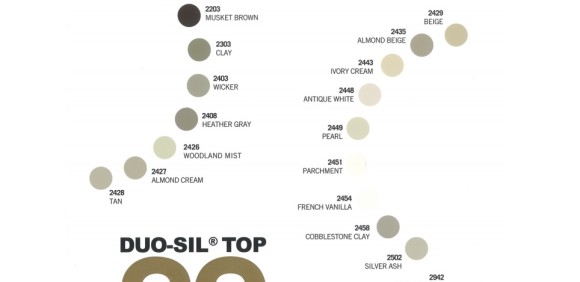 2203
MUSKET BROWN
2303
CLAY
2403
WICKER
2408
HEATHER GRAY
2426
WOODLAND MIST
2427
ALMOND CREAM
2428
TAN
2429
BEIGE
2435
ALMOND BEIGE
2443
IVORY CREAM
2448
ANTIQUE WHITE
2449
PEARL
2451
PARCHMENT
2454
FRENCH VANILLA
2458
COBBLESTONE CLAY
2502
SILVER ASH
2942
DUO-SIL® TOP